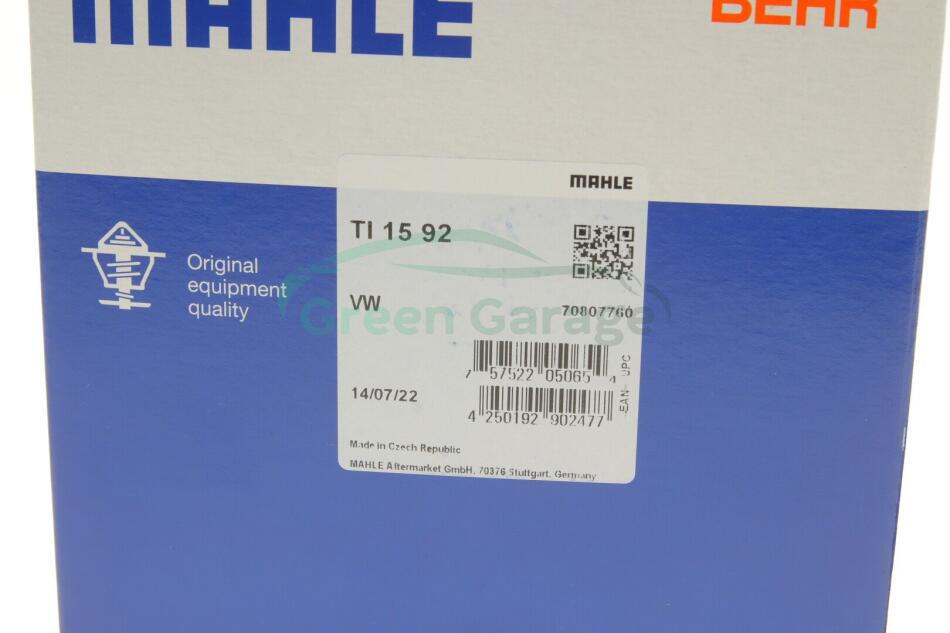 MAHLE BEHR
MAHLE
TI 15 92
Original
equipment
quality
VW
70807760
Green Garage
7 57522 05065 4
UPC
14/07/22
EAN
4 250192 902477
Made in Czech Republic
MAHLE Aftermarket GmbH, 70376 Stuttgart, Germany